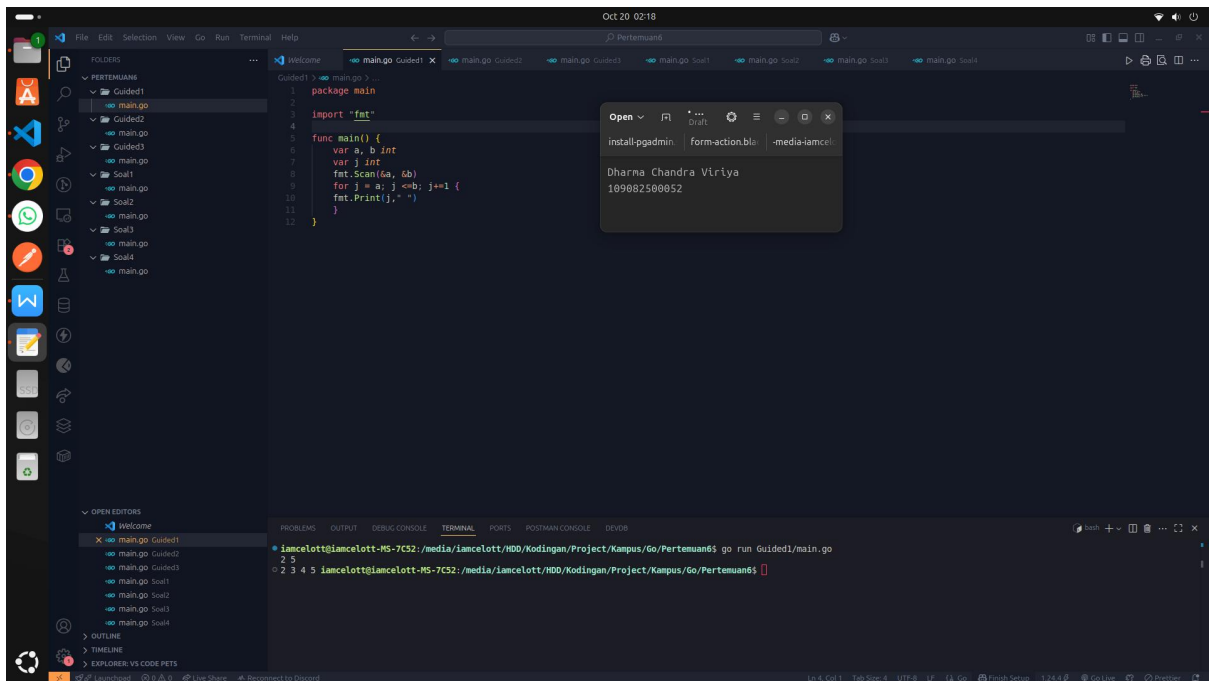 Oct 20 02:18
File Edit Selection View Go Run Terminal Help
Pertemuan6
FOLDERS
PERTEMUAN6
Guided1
main.go
Guided2
main.go
Guided3
main.go
Soal1
main.go
Soal2
main.go
Soal3
main.go
Soal4
main.go
OPEN EDITORS
Welcome
main.go Guided1
main.go Guided2
main.go Guided3
main.go Soal1
main.go Soal2
main.go Soal3
main.go Soal4
OUTLINE
TIMELINE
EXPLORER: VS CODE PETS
Welcome main.go Guided1 main.go Guided2 main.go Guided3 main.go Soal1 main.go Soal2 main.go Soal3 main.go Soal4
Guided1 > main.go > ...
1 package main
2
3 import "fmt"
4
5 func main() {
6 var a, b int
7 var j int
8 fmt.Scan(&a, &b)
9 for j = a; j <=b; j+=1 {
10 fmt.Print(j," ")
11 }
12 }
Open
Draft
install-pgadmin. form-action.bla -media-iamcel
Dharma Chandra Viriya
109082500052
PROBLEMS OUTPUT DEBUG CONSOLE TERMINAL PORTS POSTMAN CONSOLE DEVDB
bash
iamcelott@iamcelott-MS-7C52:/media/iamcelott/HDD/Kodingan/Project/Kampus/Go/Pertemuan6$ go run Guided1/main.go
2 5
2 3 4 5 iamcelott@iamcelott-MS-7C52:/media/iamcelott/HDD/Kodingan/Project/Kampus/Go/Pertemuan6$
Launchpad 0 0 Live Share Reconnect to Discord
Ln 4, Col 1 Tab Size: 4 UTF-8 LF Go Finish Setup 1.24.4 Go Live Prettier